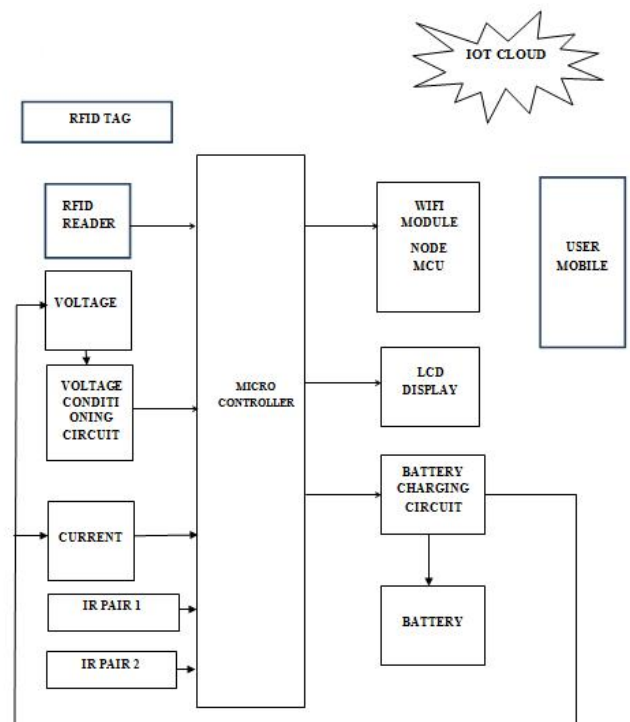 IOT CLOUD
RFID TAG
RFID
READER
WIFI
MODULE
NODE
MCU
USER
MOBILE
VOLTAGE
VOLTAGE
CONDITI
ONING
CIRCUIT
MICRO
CONTROLLER
LCD
DISPLAY
BATTERY
CHARGING
CIRCUIT
CURRENT
IR PAIR 1
BATTERY
IR PAIR 2